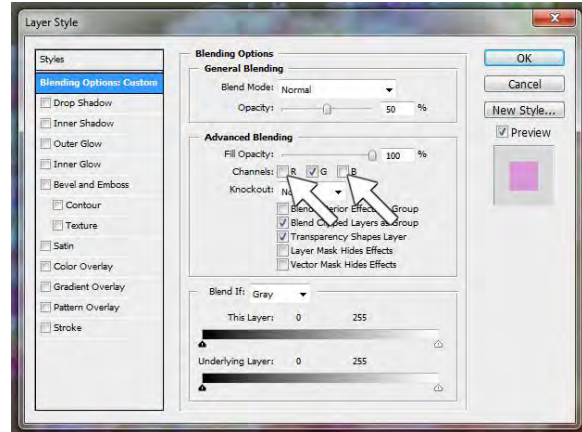 Layer Style
Styles
Blending Options: Custom
Drop Shadow
Inner Shadow
Outer Glow
Inner Glow
Bevel and Emboss
Contour
Texture
Satin
Color Overlay
Gradient Overlay
Pattern Overlay
Stroke
Blending Options
General Blending
Blend Mode: Normal
Opacity: 50 %
Advanced Blending
Fill Opacity: 100 %
Channels: R G B
Knockout:
Blend Effects Group
Blend Clipped Layers as Group
Transparency Shapes Layer
Layer Mask Hides Effects
Vector Mask Hides Effects
Blend If: Gray
This Layer: 0 255
Underlying Layer: 0 255
OK
Cancel
New Style...
Preview